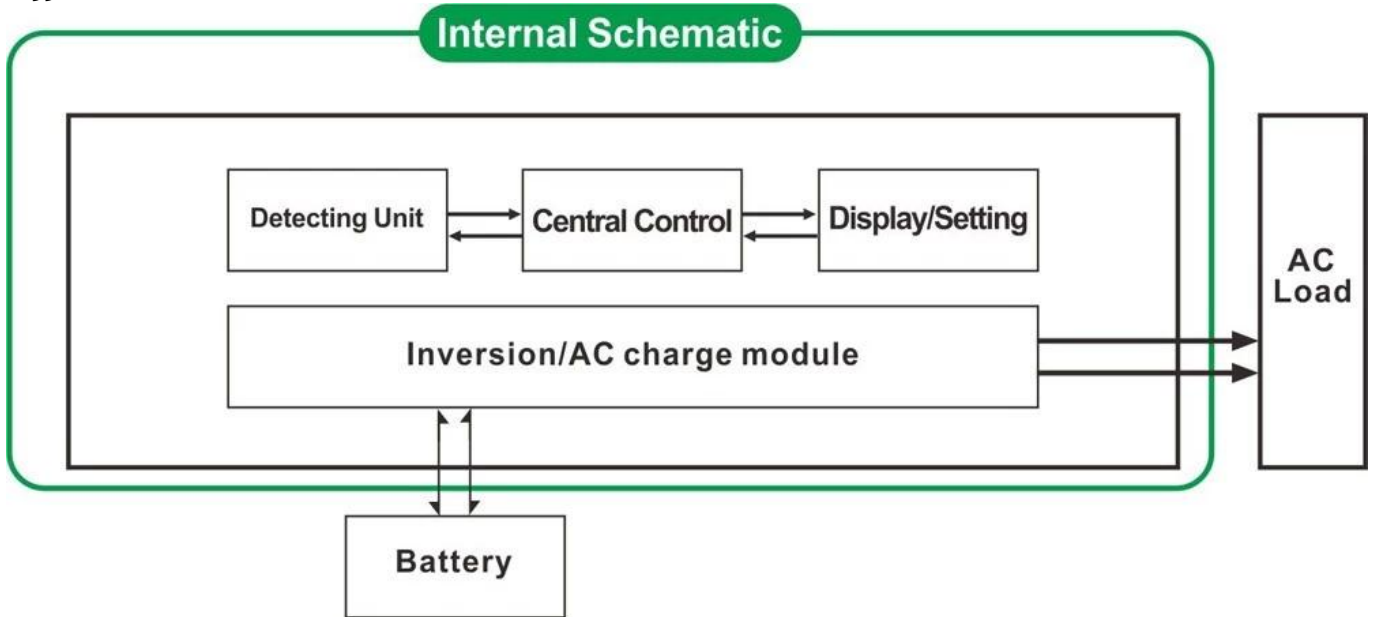 Internal Schematic
Detecting Unit
Central Control
Display/Setting
AC
Load
Inversion/AC charge module
Battery